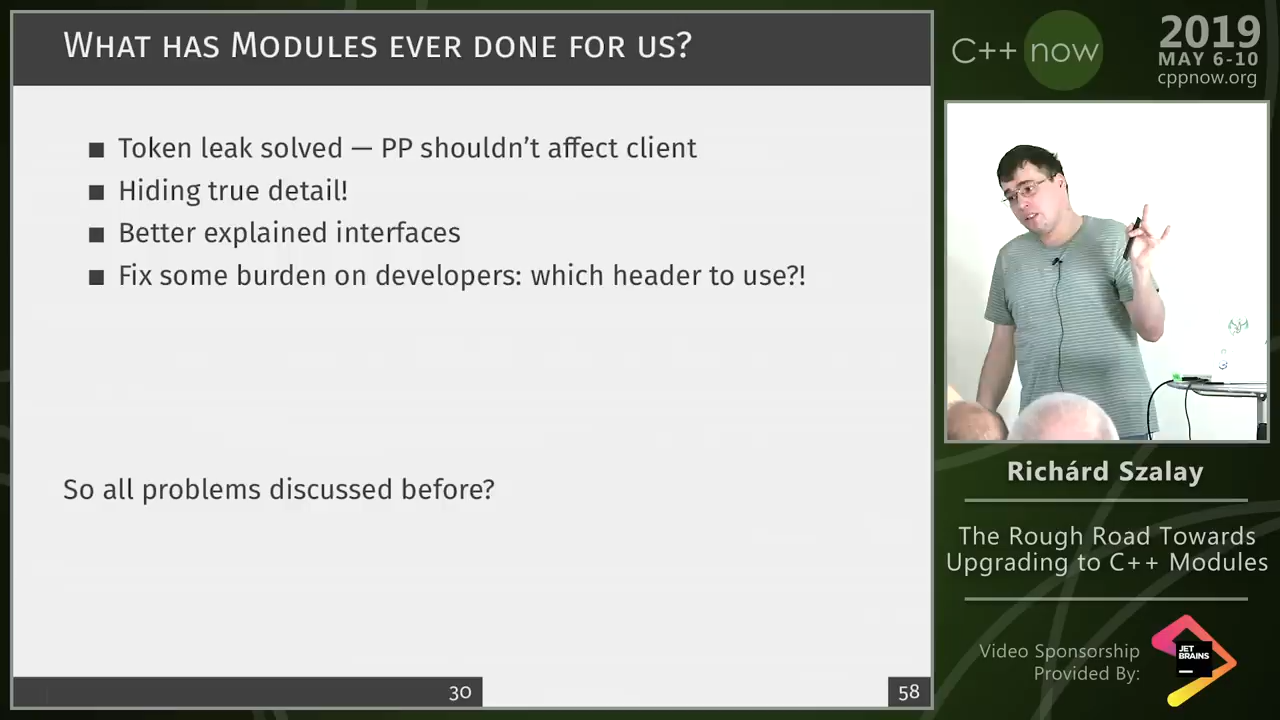 What has Modules ever done for us?
Token leak solved — PP shouldn't affect client
Hiding true detail!
Better explained interfaces
Fix some burden on developers: which header to use?!
So all problems discussed before?
30
58
C++ now
2019
MAY 6-10
cppnow.org
Richárd Szalay
The Rough Road Towards
Upgrading to C++ Modules
Video Sponsorship
Provided By:
JET
BRAINS